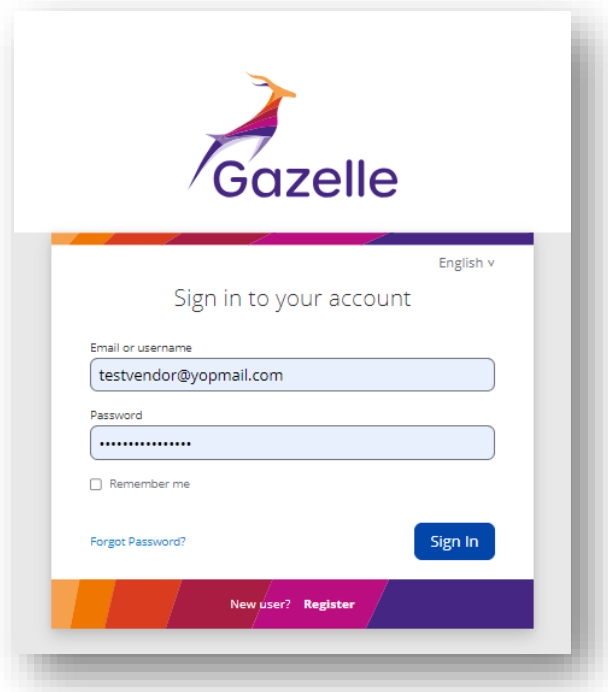 Gazelle
English v
Sign in to your account
Email or username
testvendor@yopmail.com
Password
••••••••••••••••
Remember me
Forgot Password?
Sign In
New user? Register